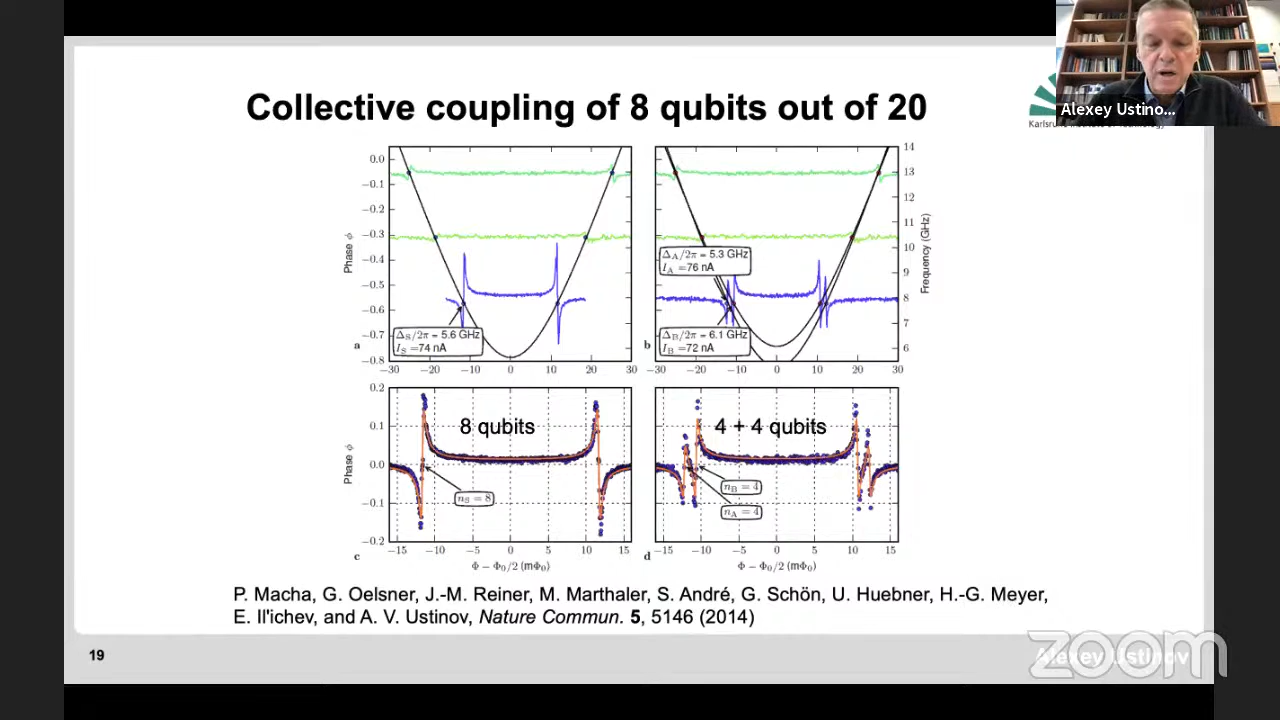 Collective coupling of 8 qubits out of 20
Alexey Ustino...
0.0
−0.1
−0.2
−0.3
−0.4
−0.5
−0.6
−0.7
−0.8
Phase ϕ
Δ_S/2π = 5.6 GHz
I_S =74 nA
a
−30 −20 −10 0 10 20 30
Δ_A/2π = 5.3 GHz
I_A =76 nA
Δ_B/2π = 6.1 GHz
I_B =72 nA
b
−30 −20 −10 0 10 20 30
14
13
12
11
10
9
8
7
6
Frequency (GHz)
0.2
0.1
0.0
−0.1
−0.2
Phase ϕ
8 qubits
n_S = 8
c
−15 −10 −5 0 5 10 15
Φ − Φ₀/2 (mΦ₀)
4 + 4 qubits
n_B = 4
n_A = 4
d
−15 −10 −5 0 5 10 15
Φ − Φ₀/2 (mΦ₀)
P. Macha, G. Oelsner, J.-M. Reiner, M. Marthaler, S. André, G. Schön, U. Huebner, H.-G. Meyer,
E. Il'ichev, and A. V. Ustinov, Nature Commun. 5, 5146 (2014)
19
Alexey Ustinov
zoom